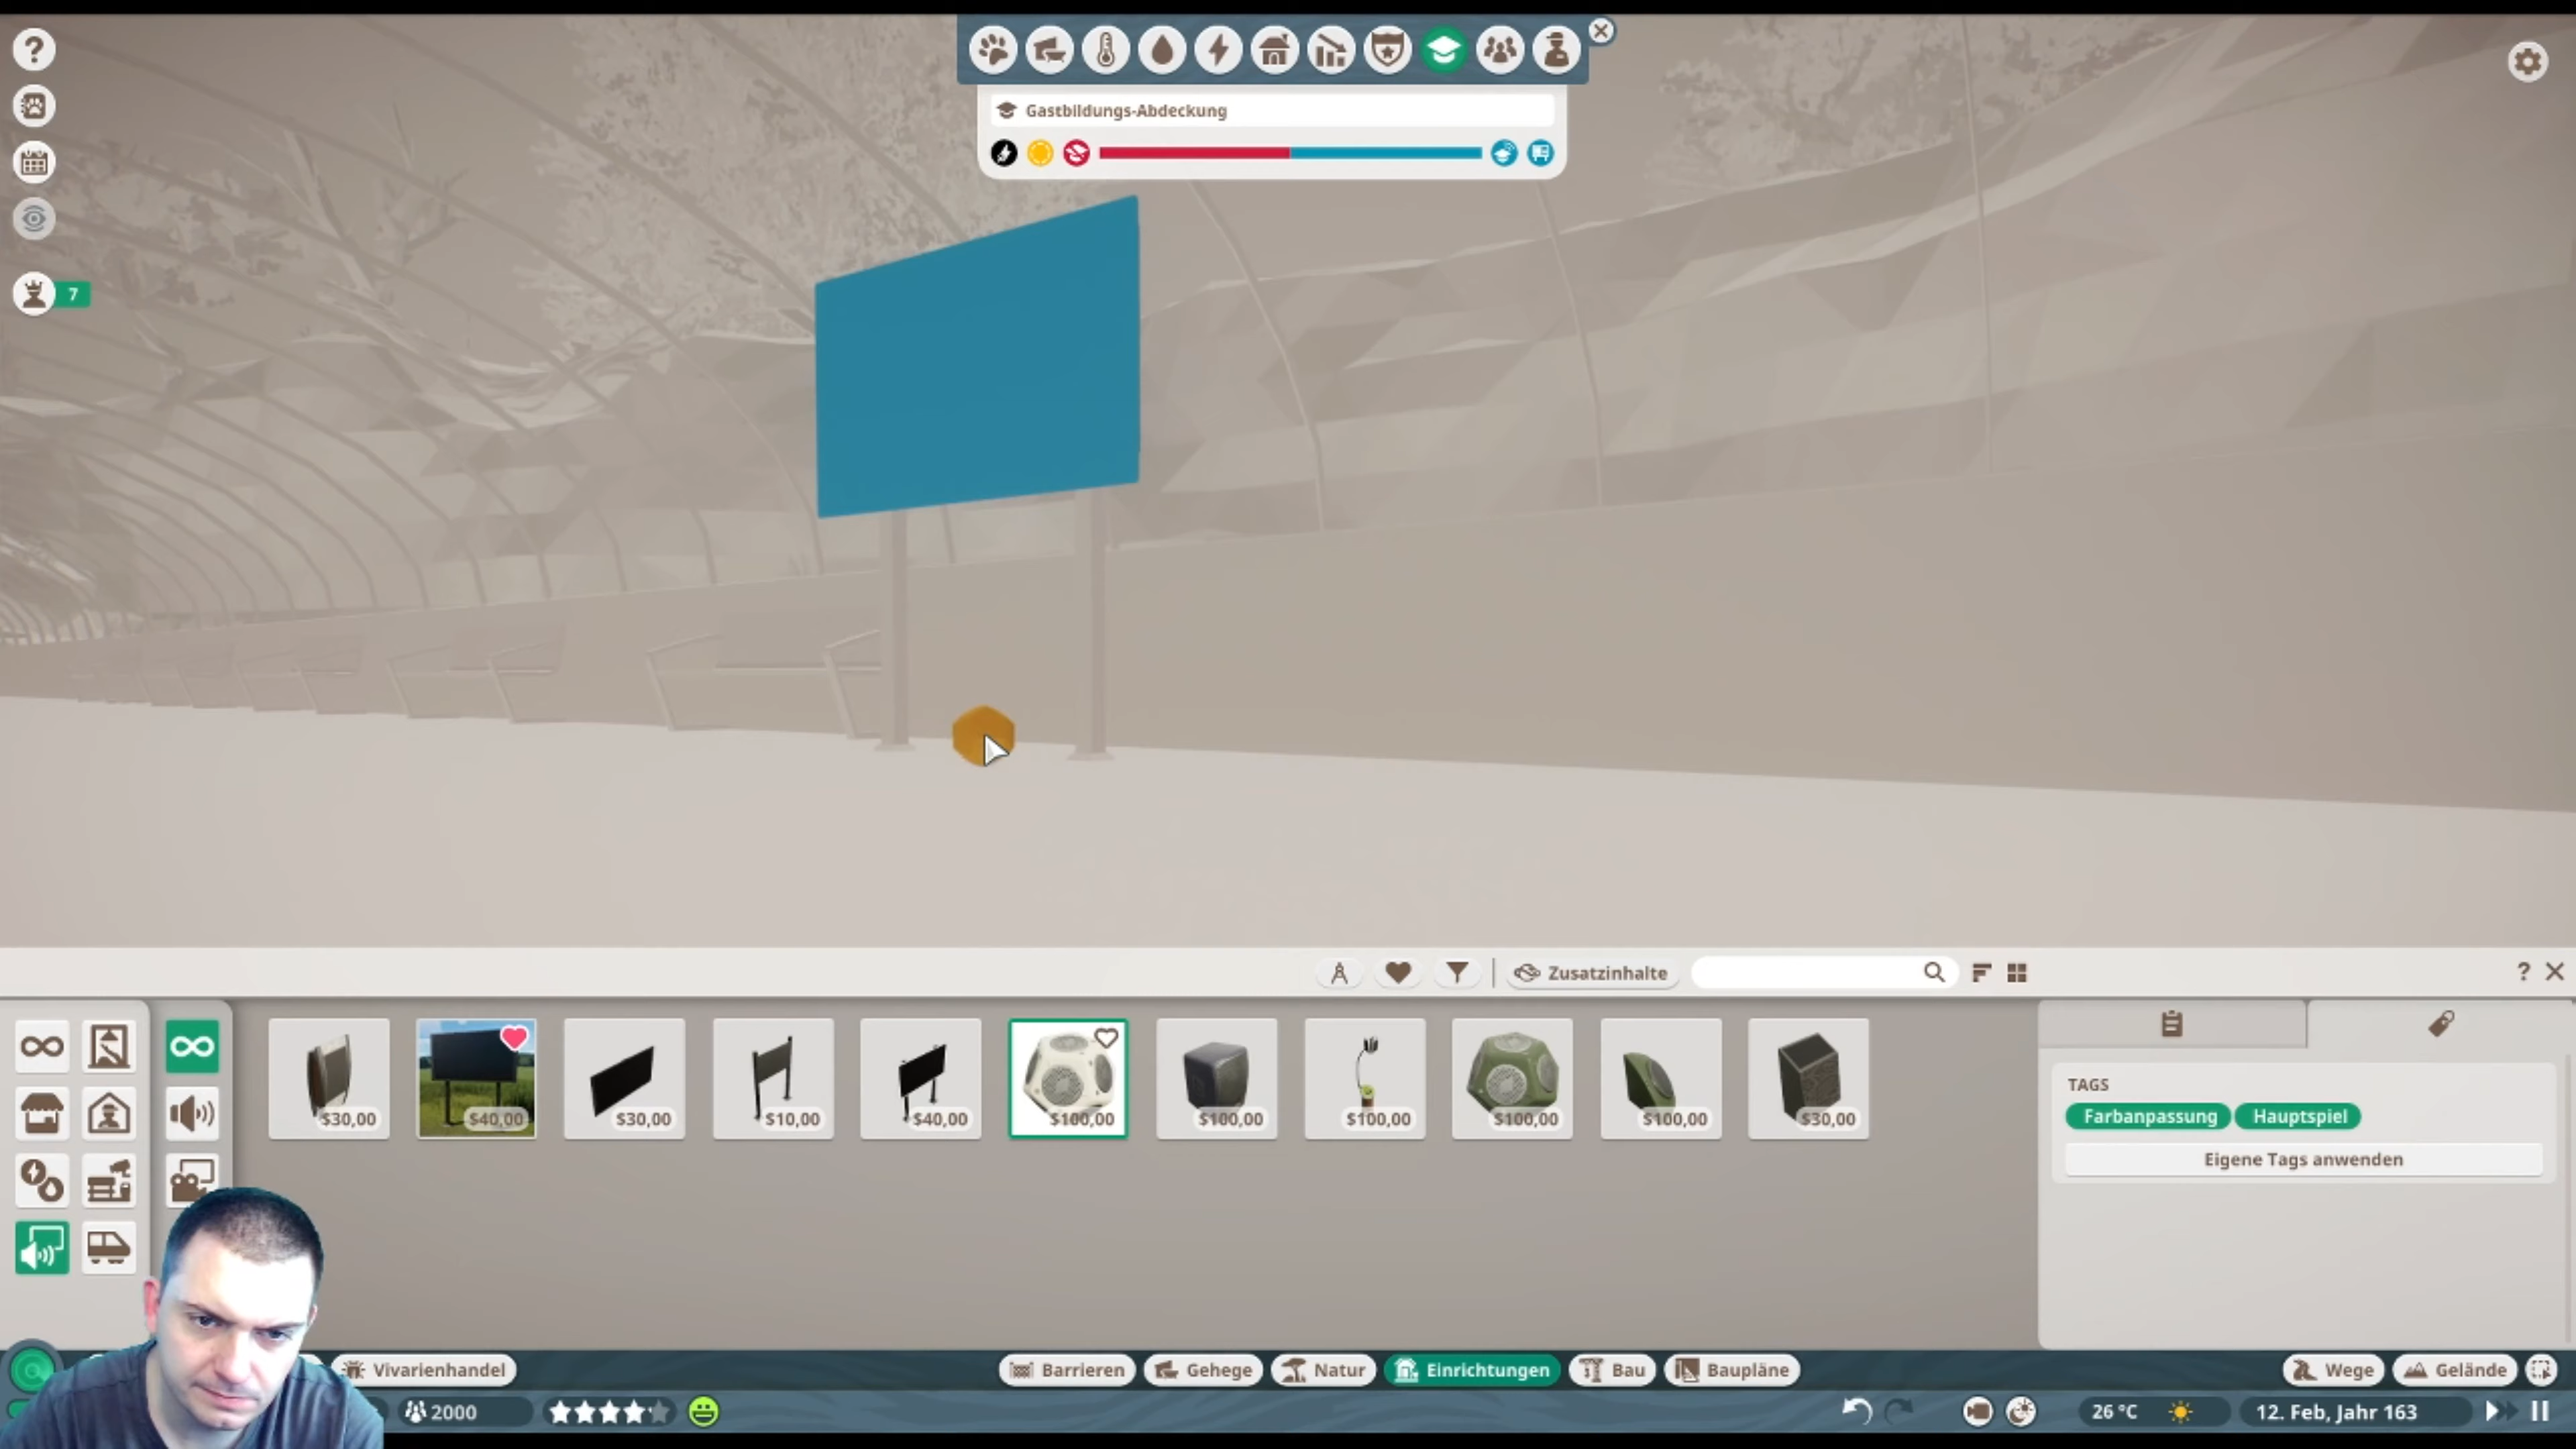 ?
Gastbildungs-Abdeckung
7
Zusatzinhalte
?
$30,00
$40,00
$30,00
$10,00
$40,00
$100,00
$100,00
$100,00
$100,00
$100,00
$30,00
TAGS
Farbanpassung
Hauptspiel
Eigene Tags anwenden
Vivarienhandel
Barrieren
Gehege
Natur
Einrichtungen
Bau
Baupläne
Wege
Gelände
2000
26 °C
12. Feb, Jahr 163